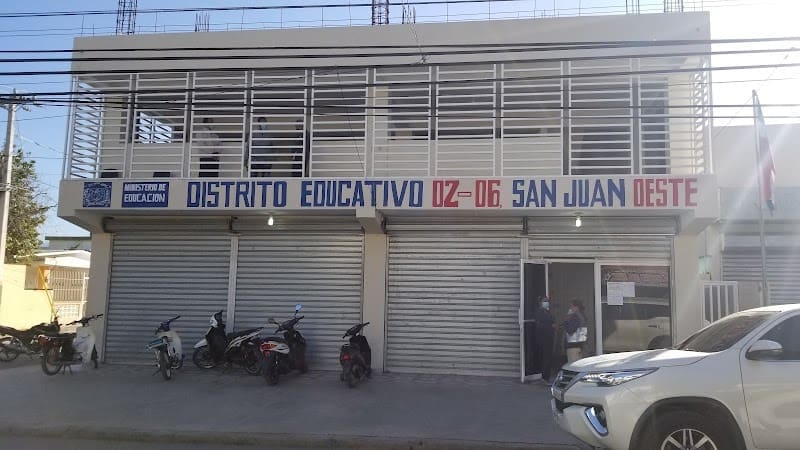 MINISTERIO DE
EDUCACIÓN
DISTRITO EDUCATIVO 02-06, SAN JUAN OESTE